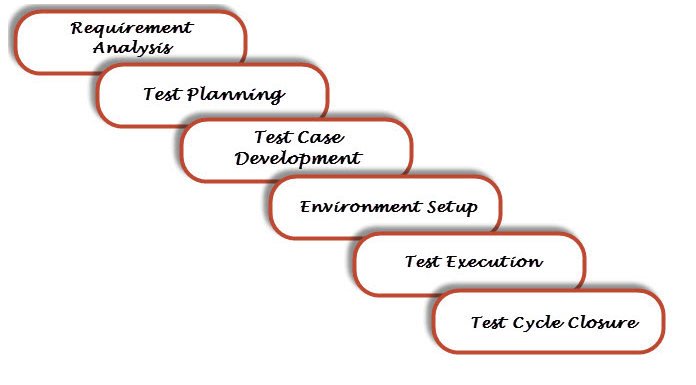 Requirement
Analysis
Test Planning
Test Case
Development
Environment Setup
Test Execution
Test Cycle Closure